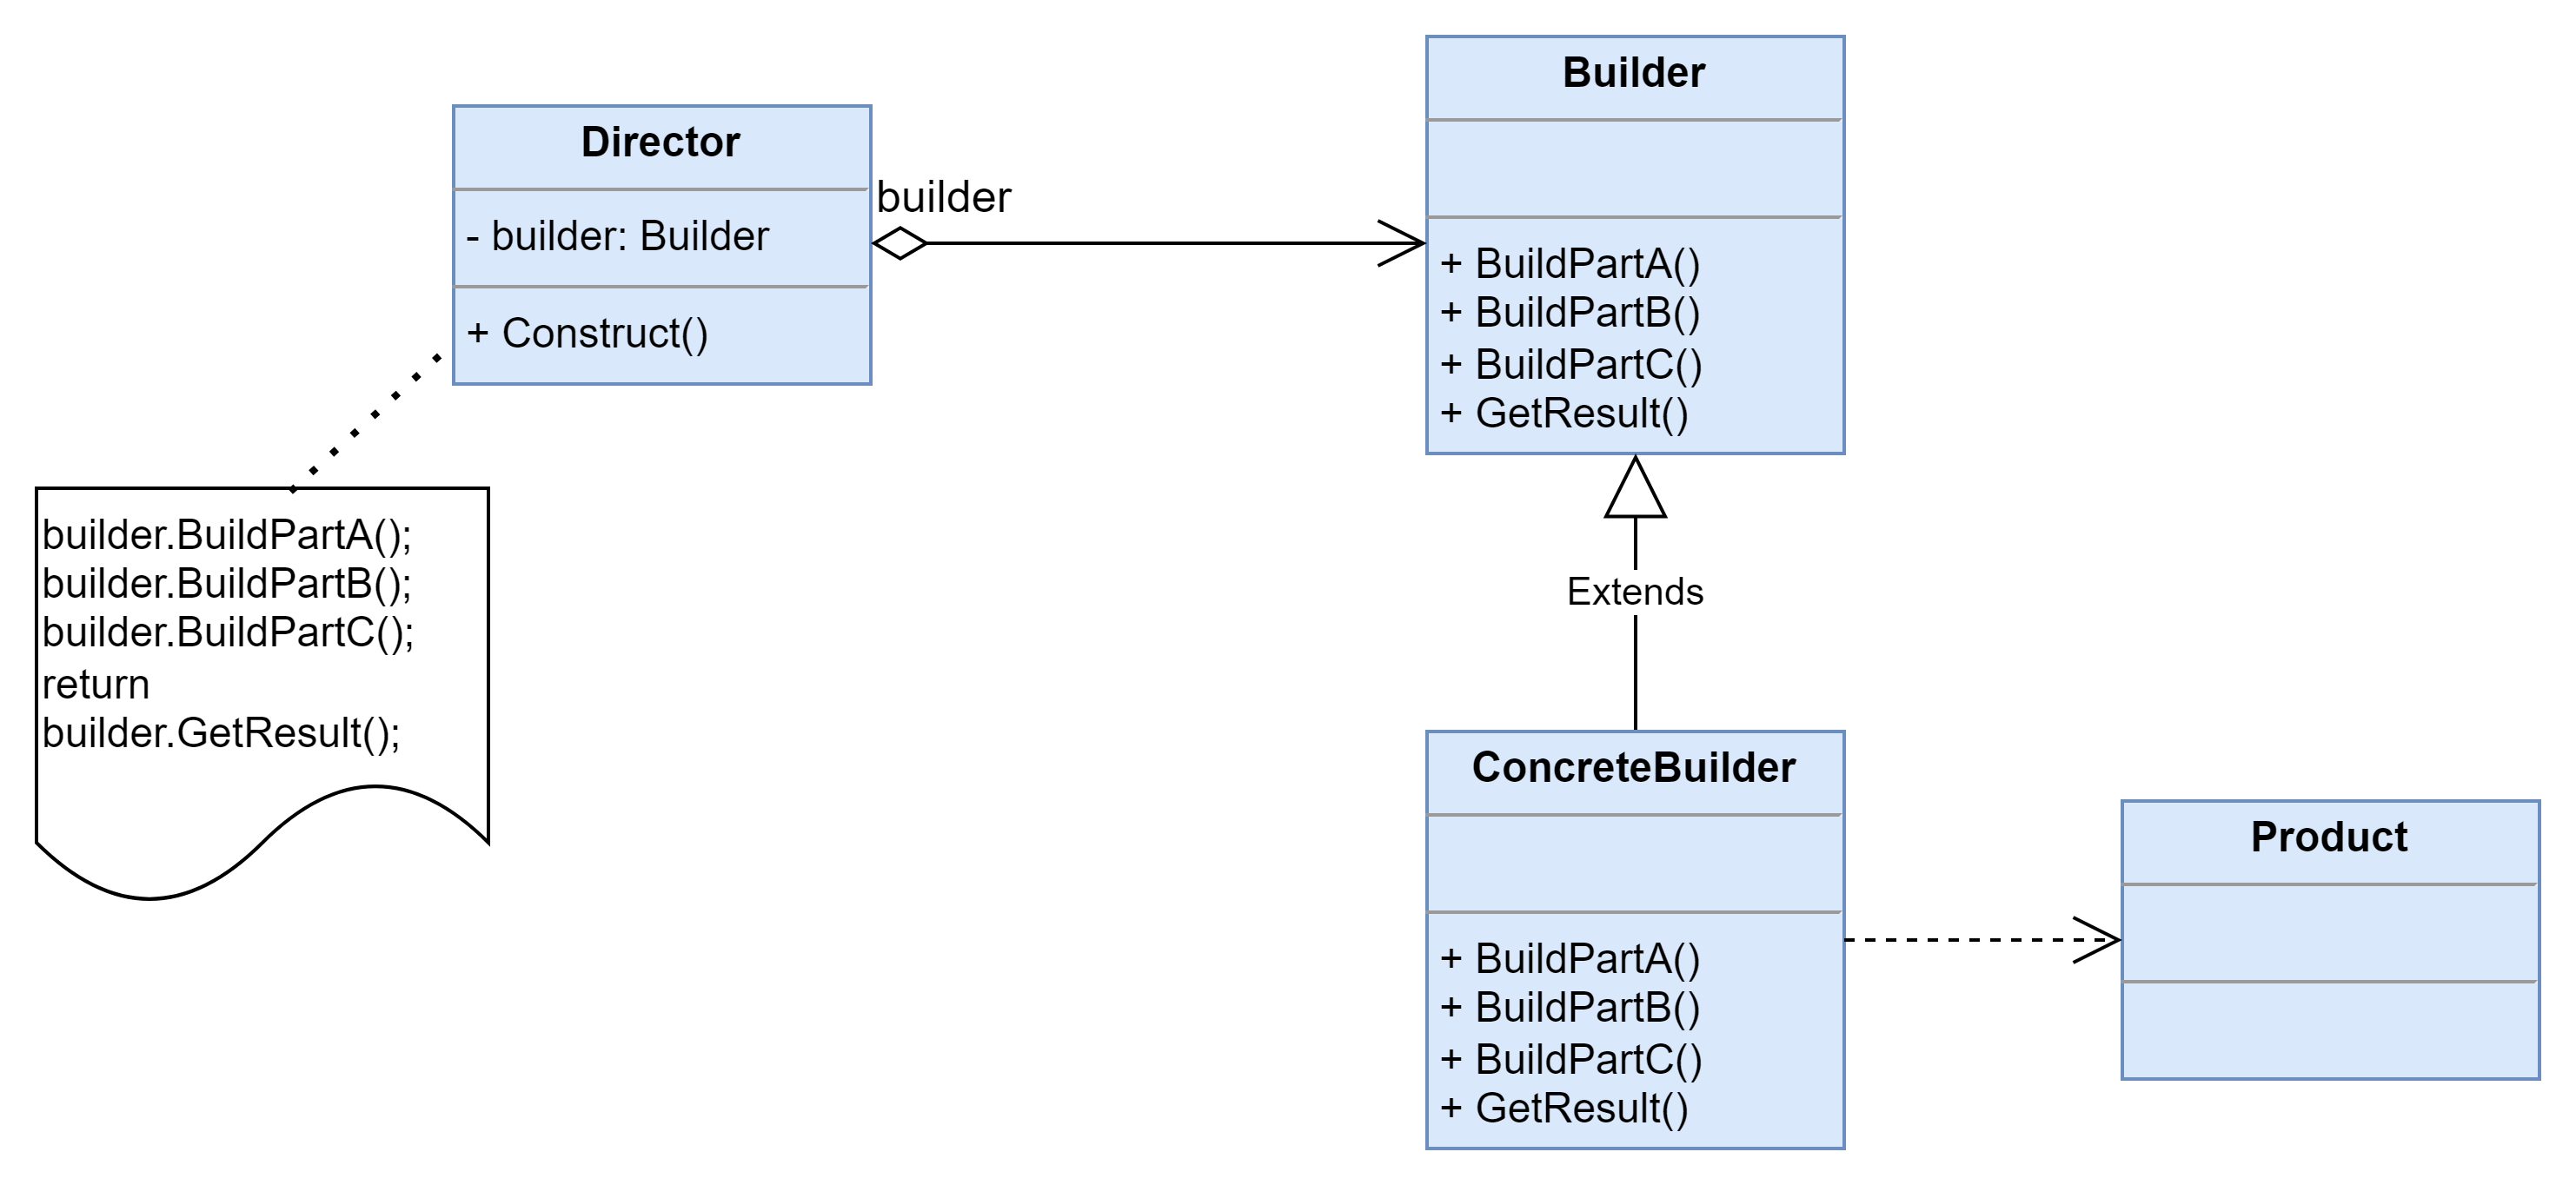 Builder
+ BuildPartA()
+ BuildPartB()
+ BuildPartC()
+ GetResult()
Director
- builder: Builder
+ Construct()
builder
builder.BuildPartA();
builder.BuildPartB();
builder.BuildPartC();
return
builder.GetResult();
Extends
ConcreteBuilder
+ BuildPartA()
+ BuildPartB()
+ BuildPartC()
+ GetResult()
Product